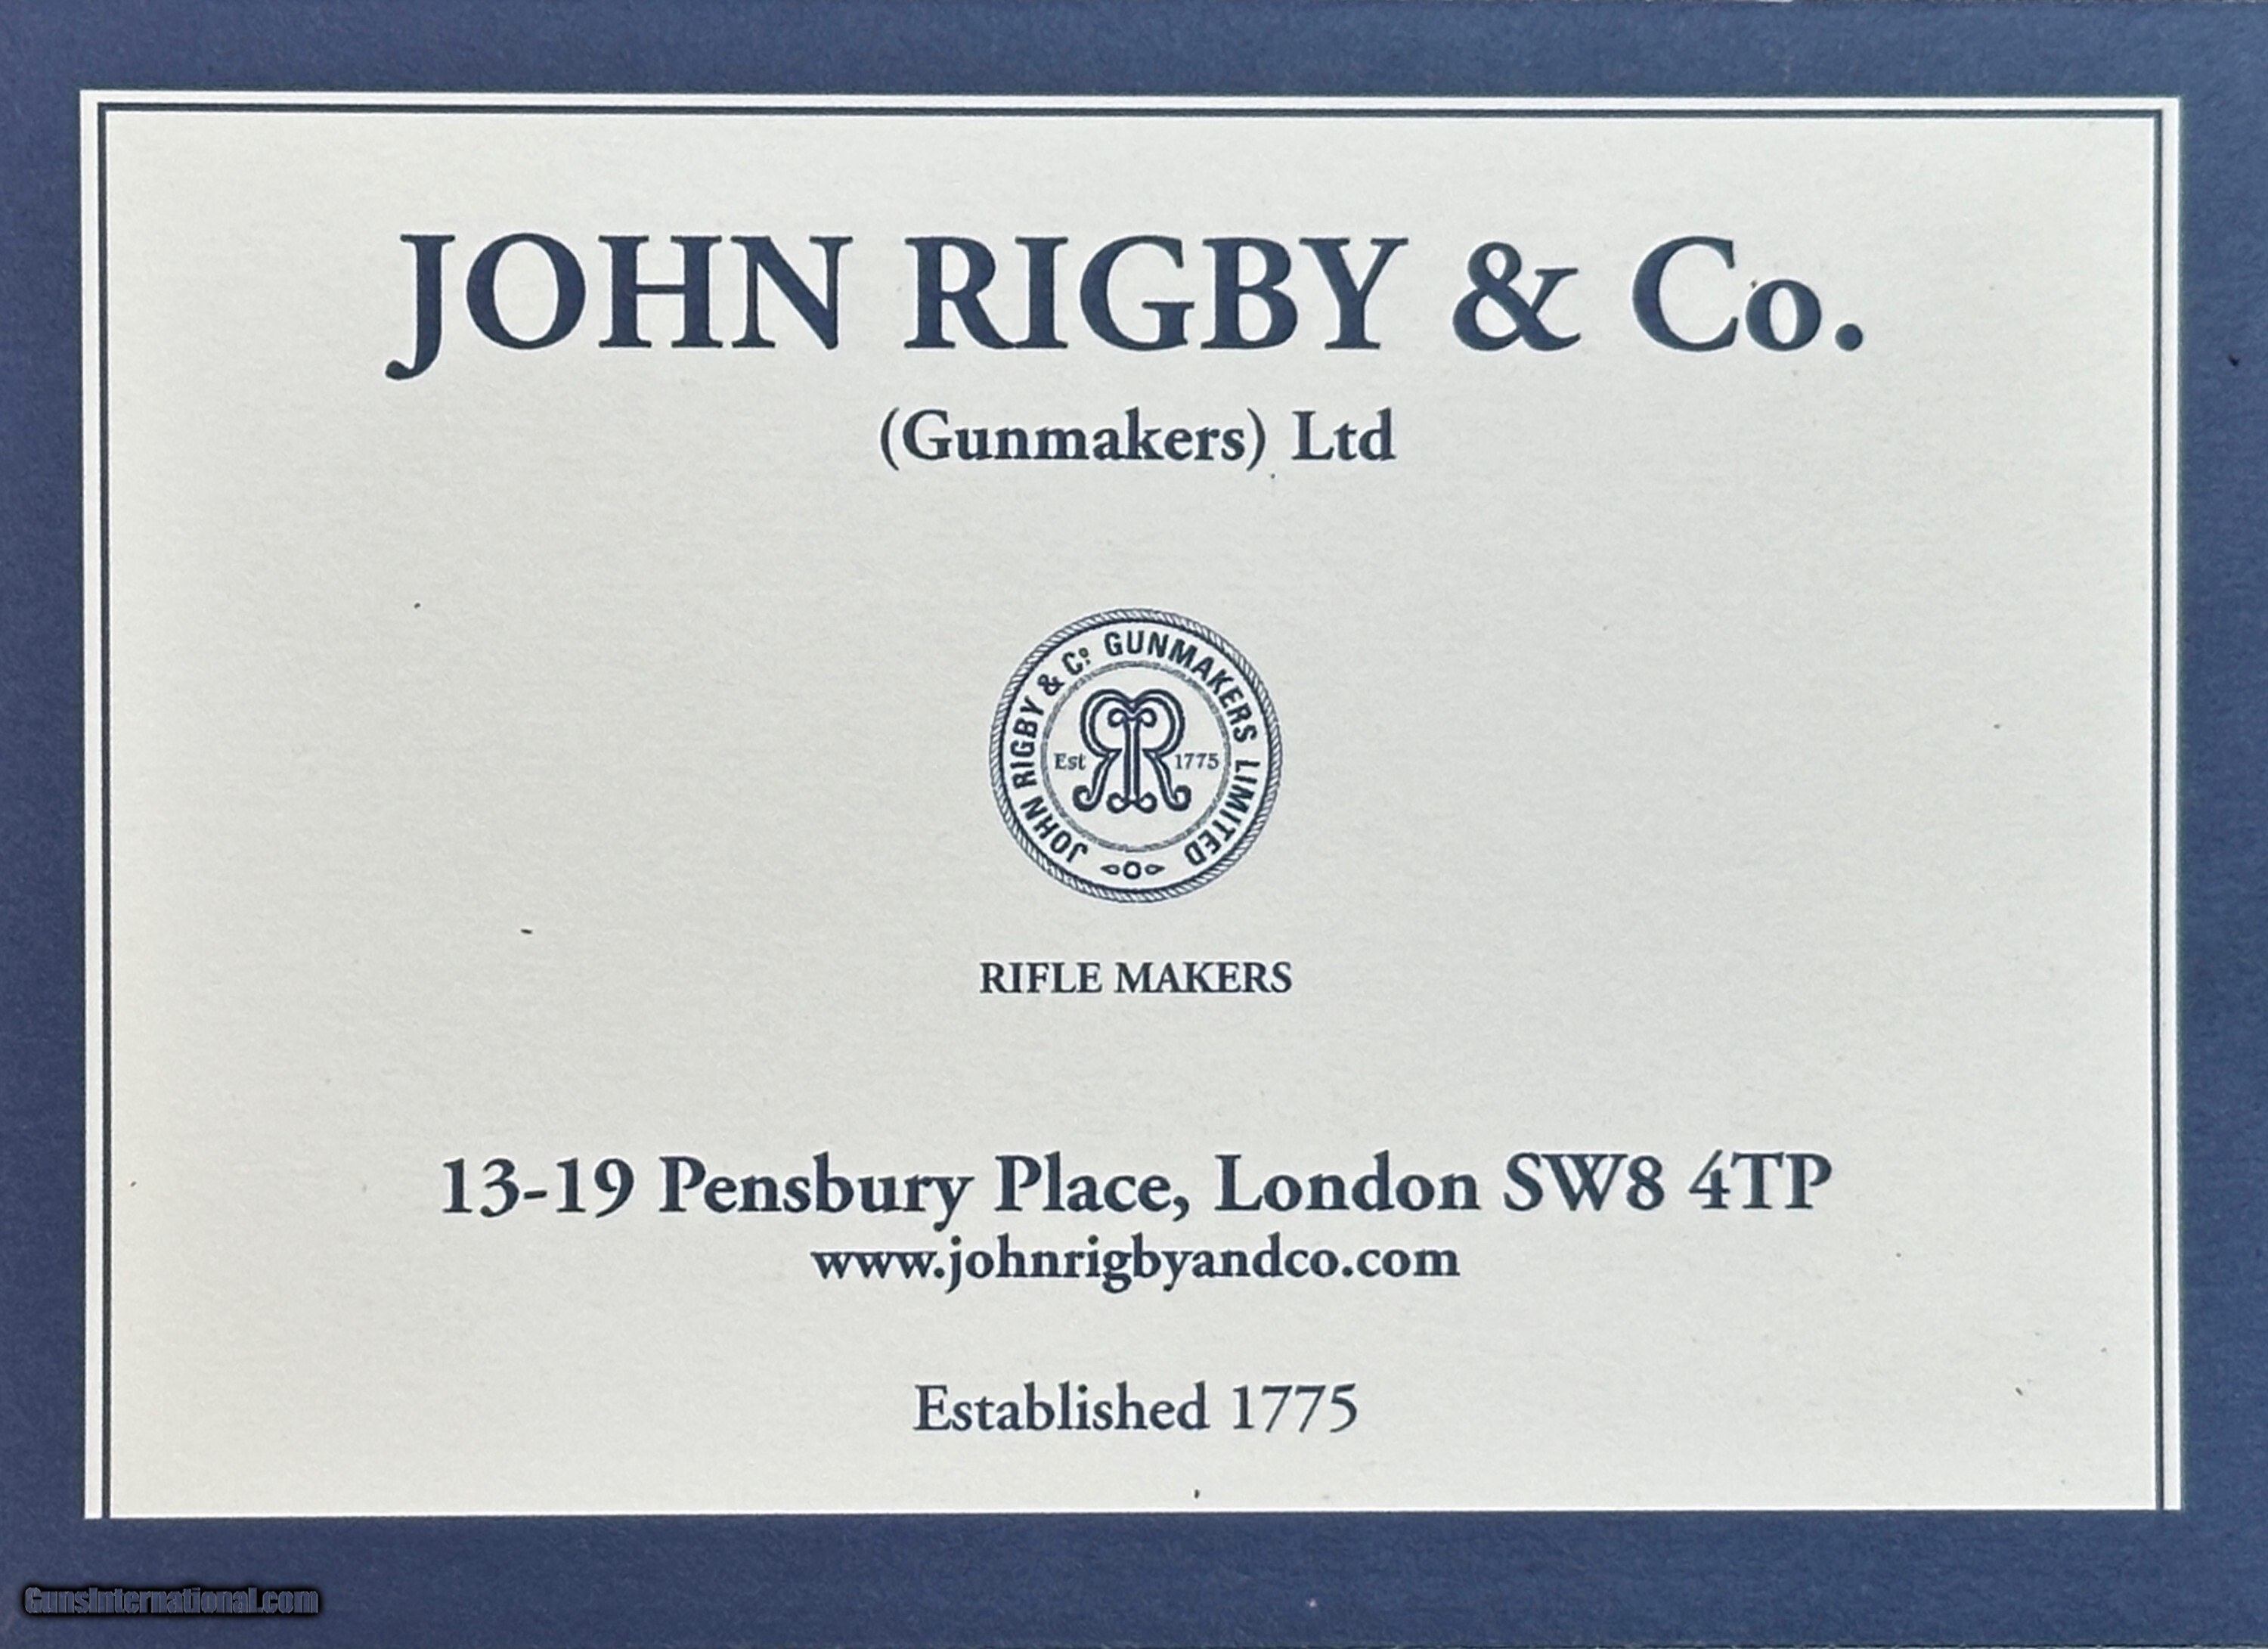 JOHN RIGBY & Co.
(Gunmakers) Ltd
JOHN RIGBY & Cº GUNMAKERS LIMITED
Est 1775
RIFLE MAKERS
13-19 Pensbury Place, London SW8 4TP
www.johnrigbyandco.com
Established 1775
GunsInternational.com